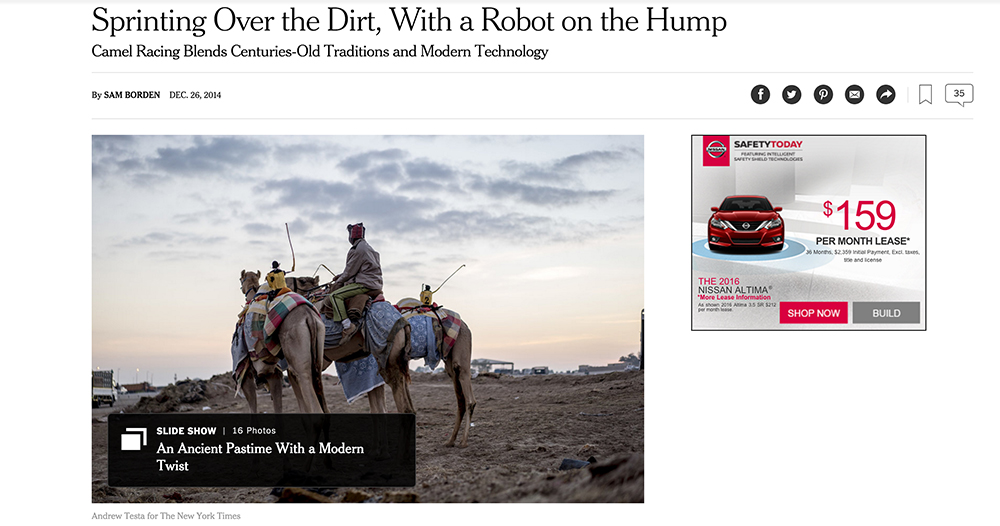 Sprinting Over the Dirt, With a Robot on the Hump
Camel Racing Blends Centuries-Old Traditions and Modern Technology
By SAM BORDEN DEC. 26, 2014
35
SLIDE SHOW | 16 Photos
An Ancient Pastime With a Modern
Twist
Andrew Testa for The New York Times
NISSAN
SAFETYTODAY
FEATURING INTELLIGENT
SAFETY SHIELD TECHNOLOGIES
$159
PER MONTH LEASE*
36 Months, $2,359 Initial Payment, Excl. taxes,
title and license
THE 2016
NISSAN ALTIMA®
*More Lease Information
As shown 2016 Altima 3.5 SR $212
per month lease.
SHOP NOW
BUILD